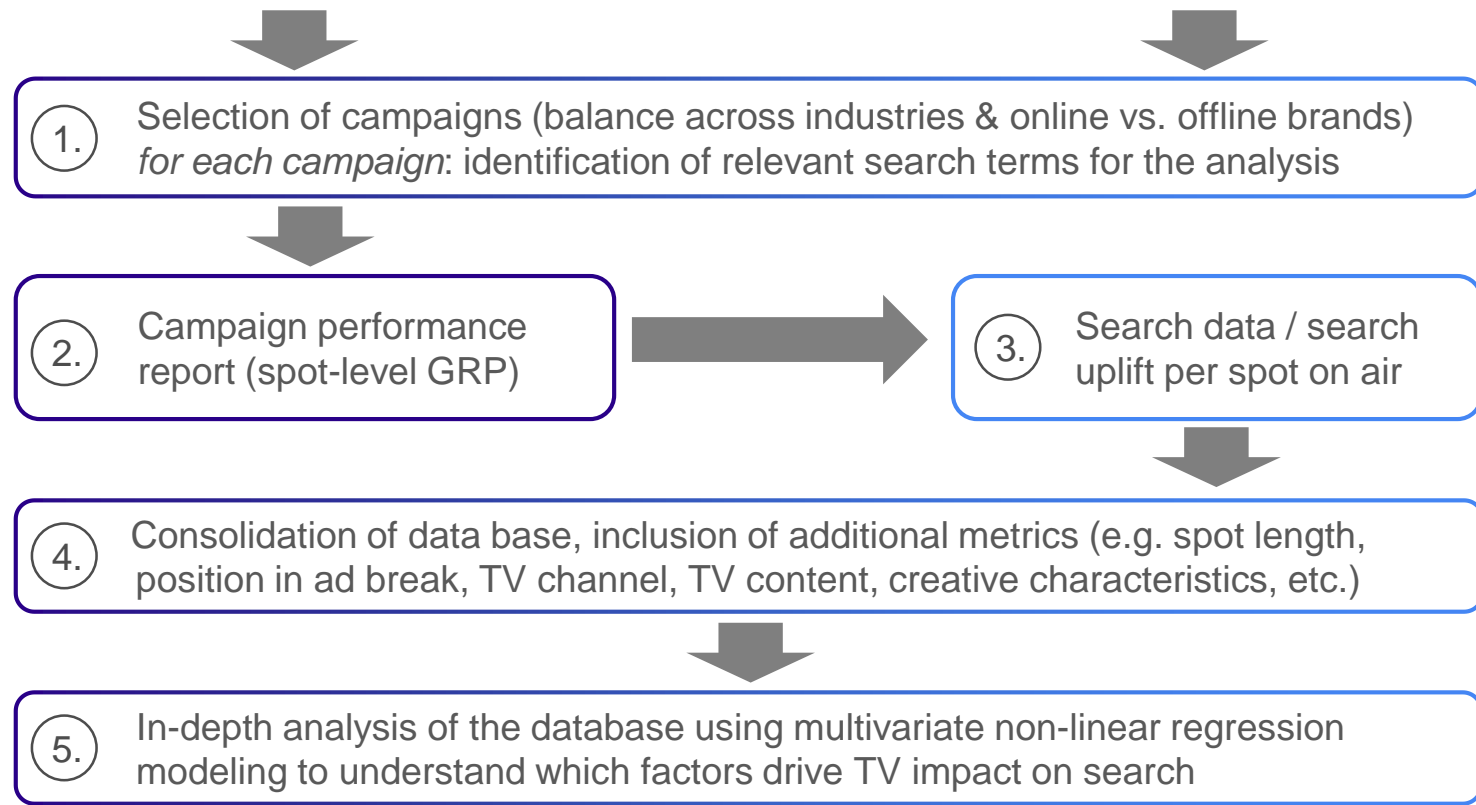 1. Selection of campaigns (balance across industries & online vs. offline brands)
for each campaign: identification of relevant search terms for the analysis
2. Campaign performance
report (spot-level GRP)
3. Search data / search
uplift per spot on air
4. Consolidation of data base, inclusion of additional metrics (e.g. spot length,
position in ad break, TV channel, TV content, creative characteristics, etc.)
5. In-depth analysis of the database using multivariate non-linear regression
modeling to understand which factors drive TV impact on search